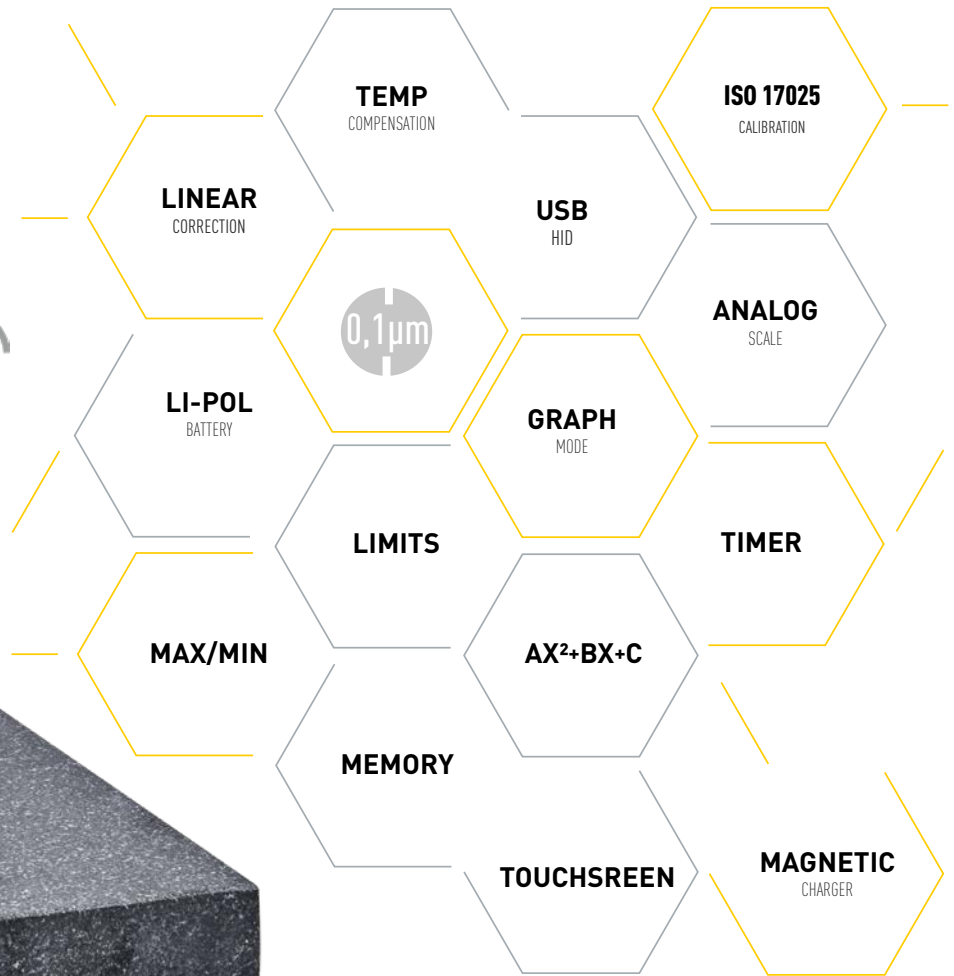 TEMP
COMPENSATION
ISO 17025
CALIBRATION
LINEAR
CORRECTION
USB
HID
0,1µm
ANALOG
SCALE
LI-POL
BATTERY
GRAPH
MODE
LIMITS
TIMER
MAX/MIN
AX²+BX+C
MEMORY
TOUCHSREEN
MAGNETIC
CHARGER